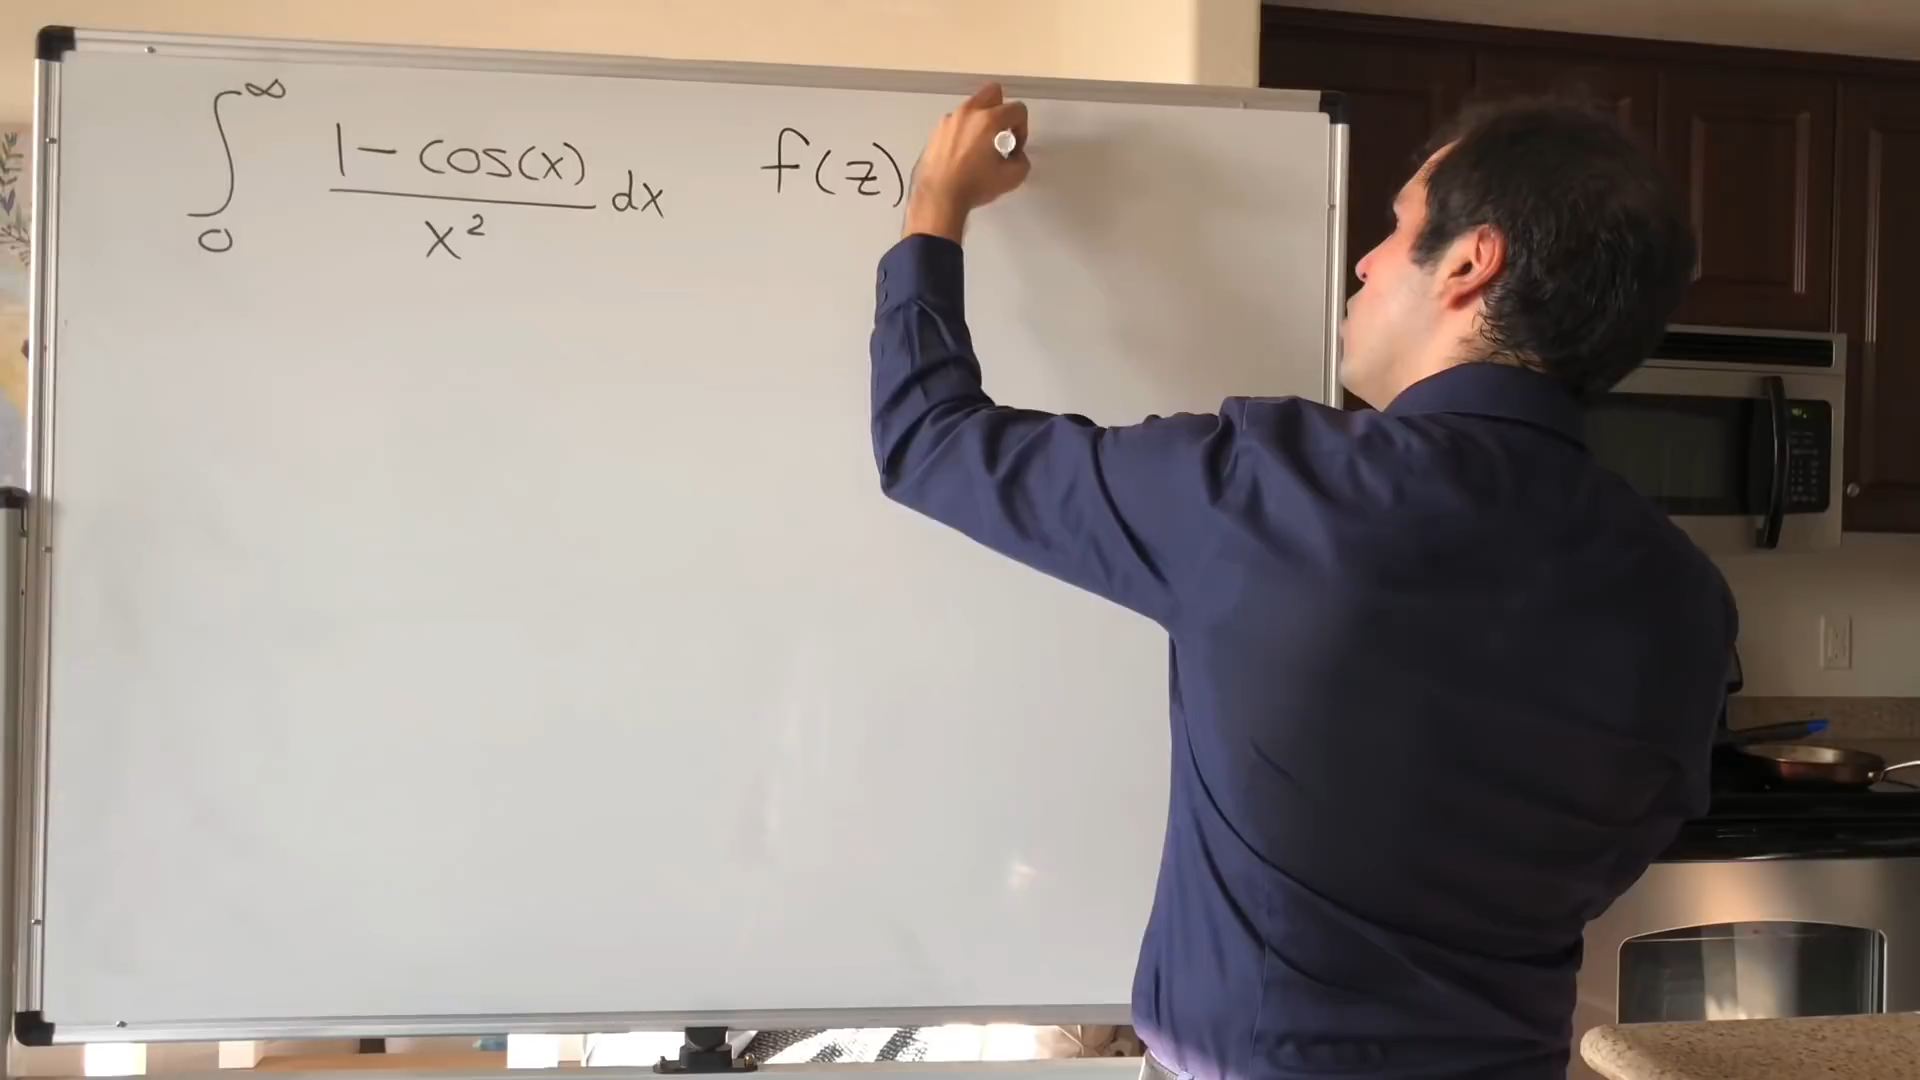 ∫₀^∞ (1 - cos(x))/x² dx f(z)